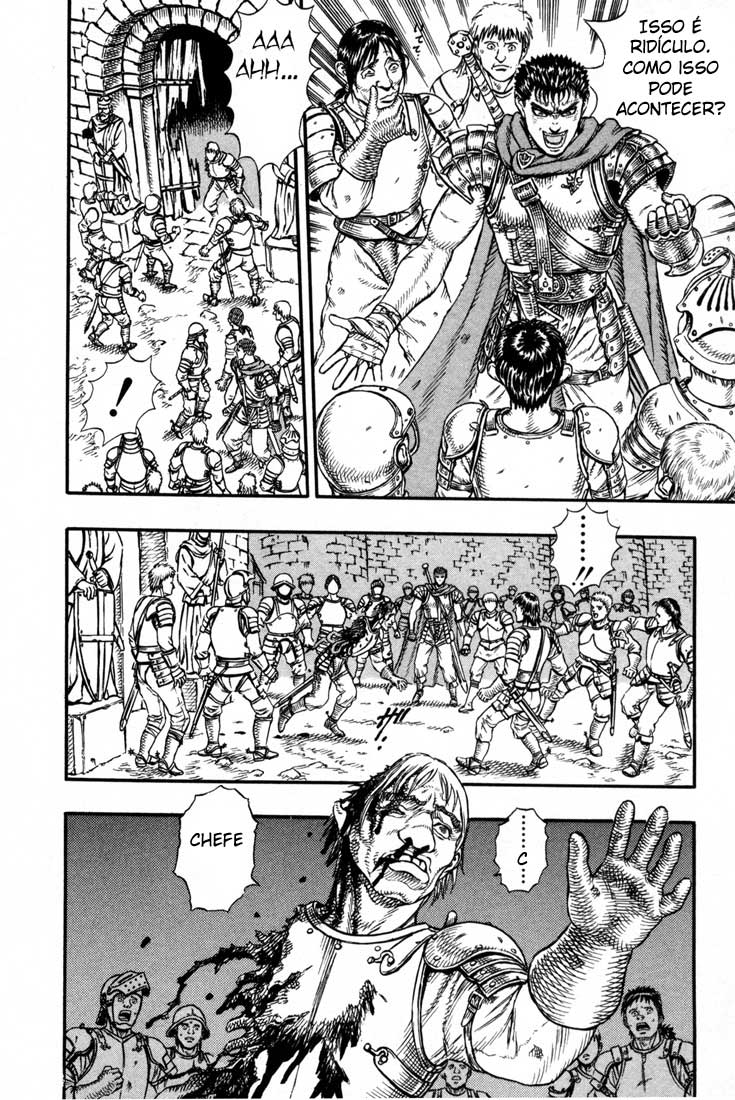 ISSO É
RIDÍCULO.
COMO ISSO
PODE
ACONTECER?
AAA
AHH...
!
........!!
...... C
CHEFE